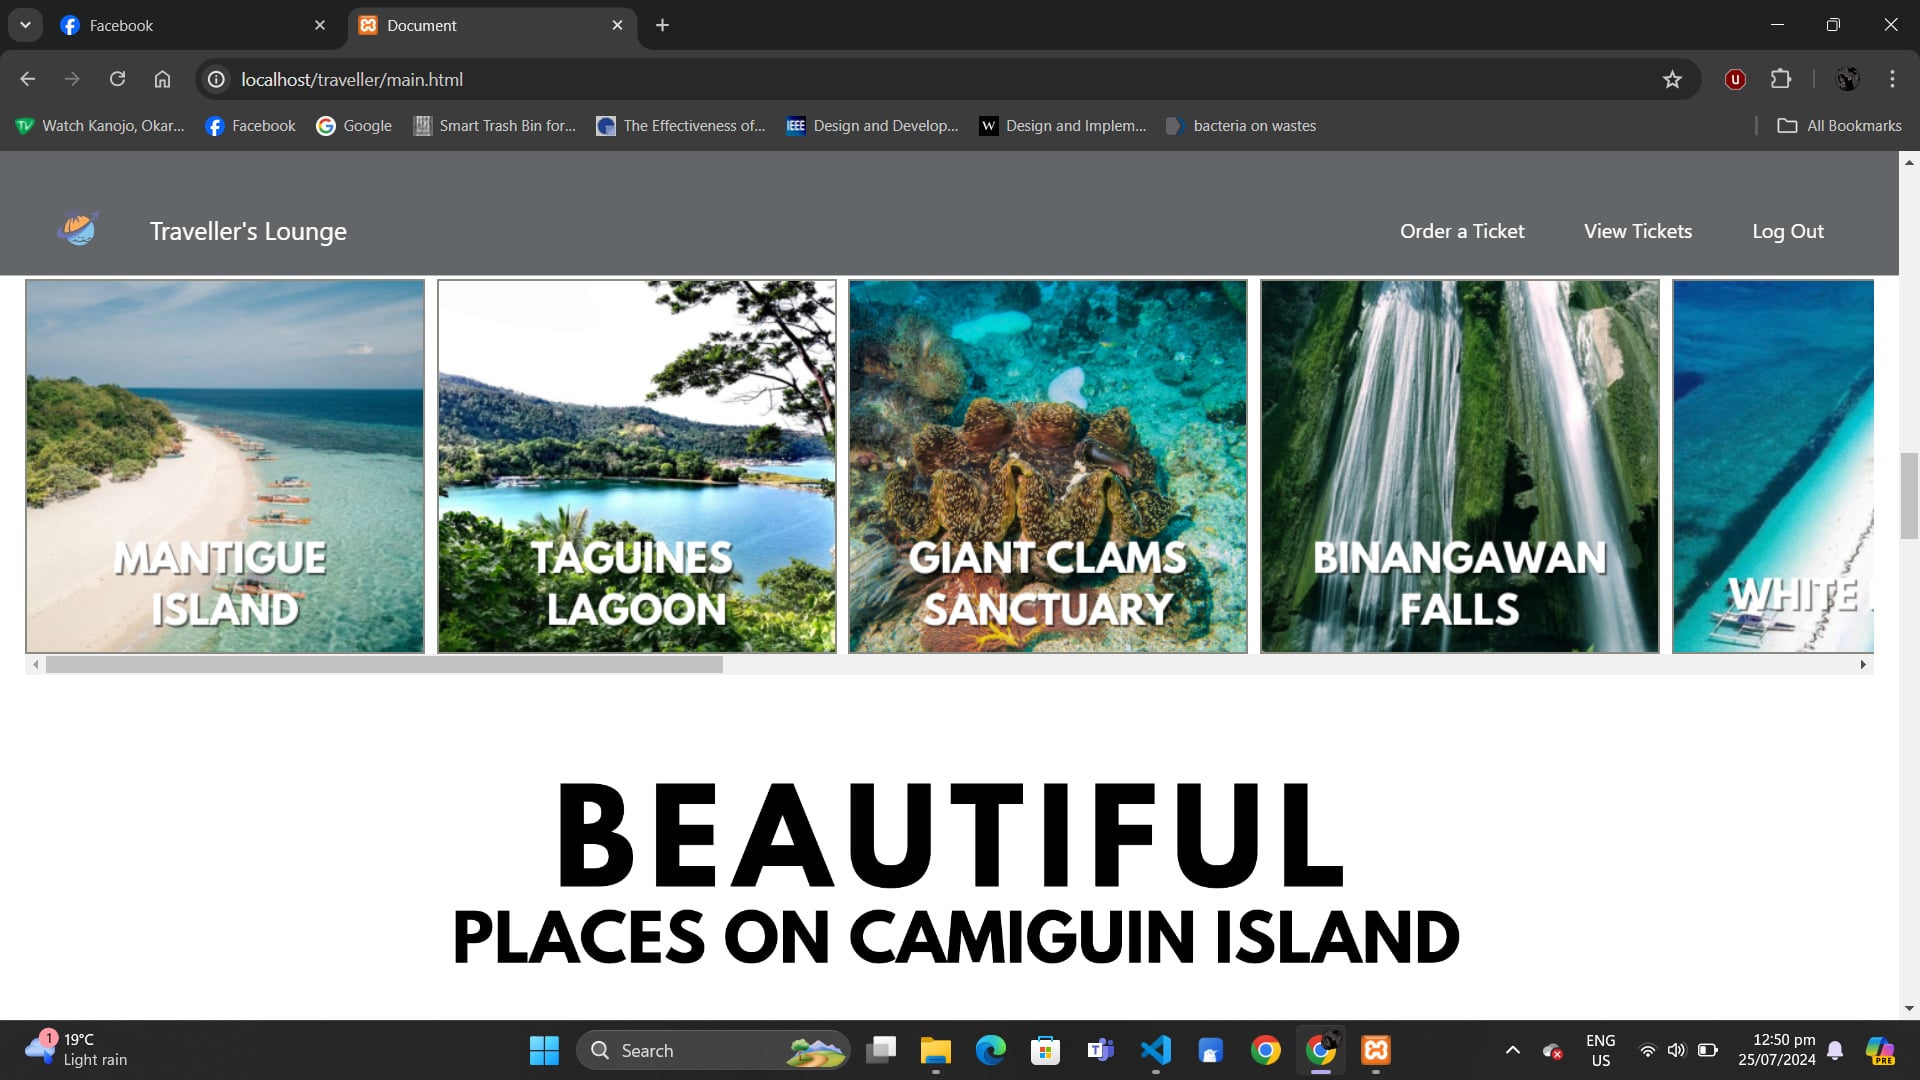 Facebook
Document
localhost/traveller/main.html
Watch Kanojo, Okar...
Facebook
Google
Smart Trash Bin for...
The Effectiveness of...
IEEE
Design and Develop...
W
Design and Implem...
bacteria on wastes
All Bookmarks
Traveller's Lounge
Order a Ticket
View Tickets
Log Out
MANTIGUE
ISLAND
TAGUINES
LAGOON
GIANT CLAMS
SANCTUARY
BINANGAWAN
FALLS
WHITE
BEAUTIFUL
PLACES ON CAMIGUIN ISLAND
1
19°C
Light rain
Search
ENG
US
12:50 pm
25/07/2024
PRE